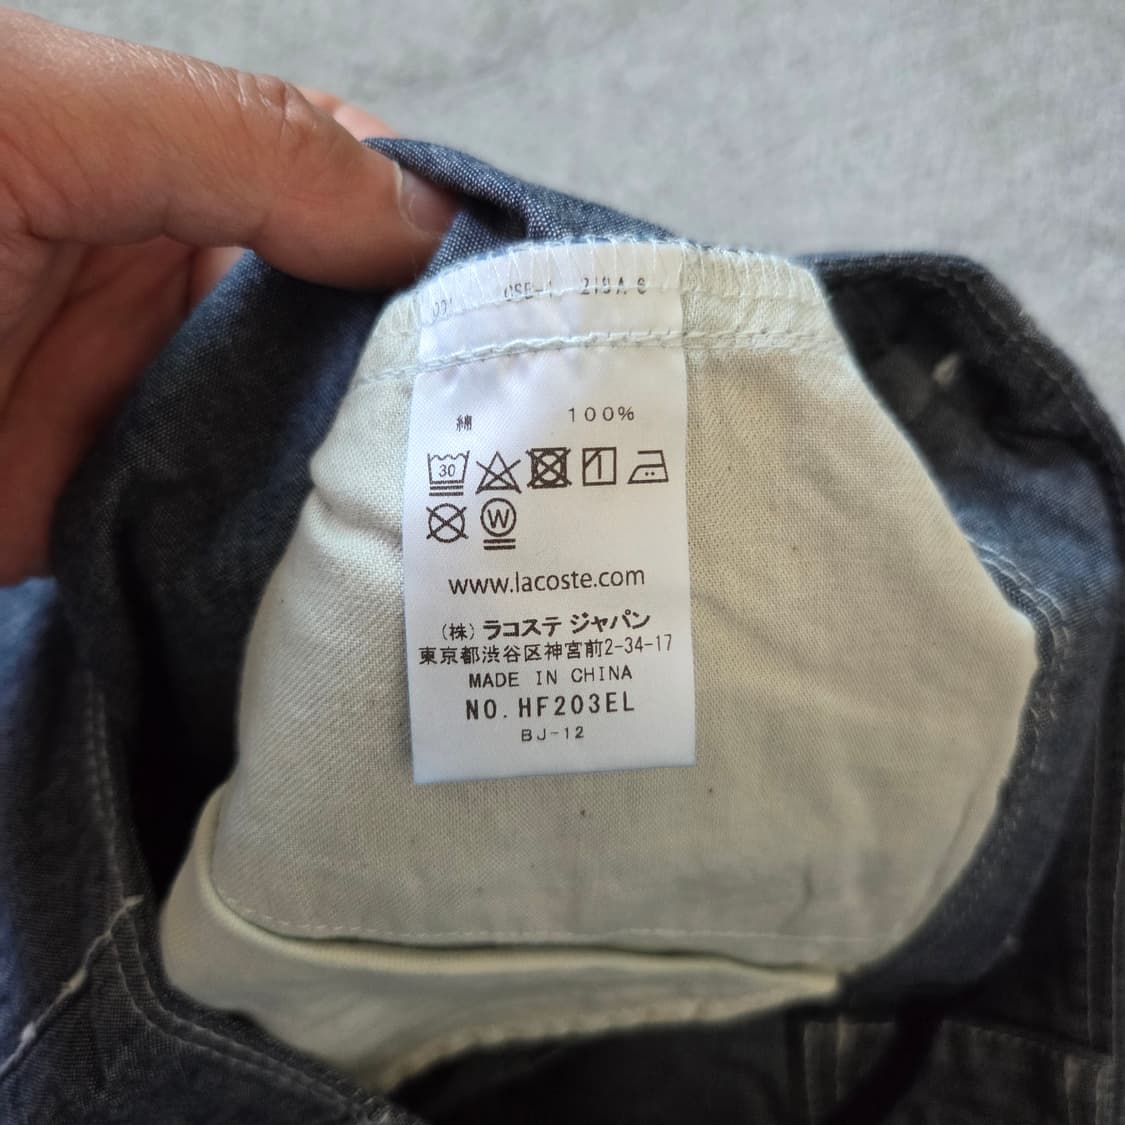 綿 100%
30
W
www.lacoste.com
(株) ラコステ ジャパン
東京都渋谷区神宮前2-34-17
MADE IN CHINA
NO. HF203EL
BJ-12